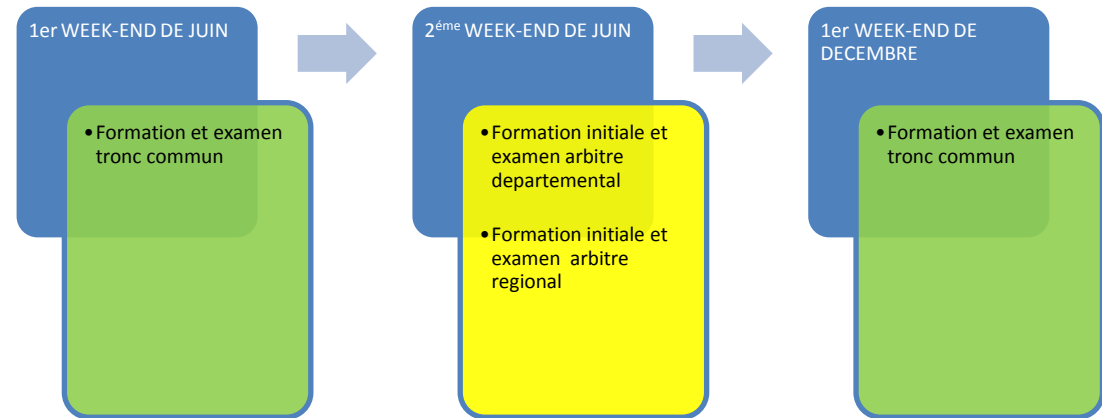 1er WEEK-END DE JUIN
•Formation et examen
tronc commun
2éme WEEK-END DE JUIN
•Formation initiale et
examen arbitre
departemental
•Formation initiale et
examen  arbitre
regional
1er WEEK-END DE
DECEMBRE
•Formation et examen
tronc commun